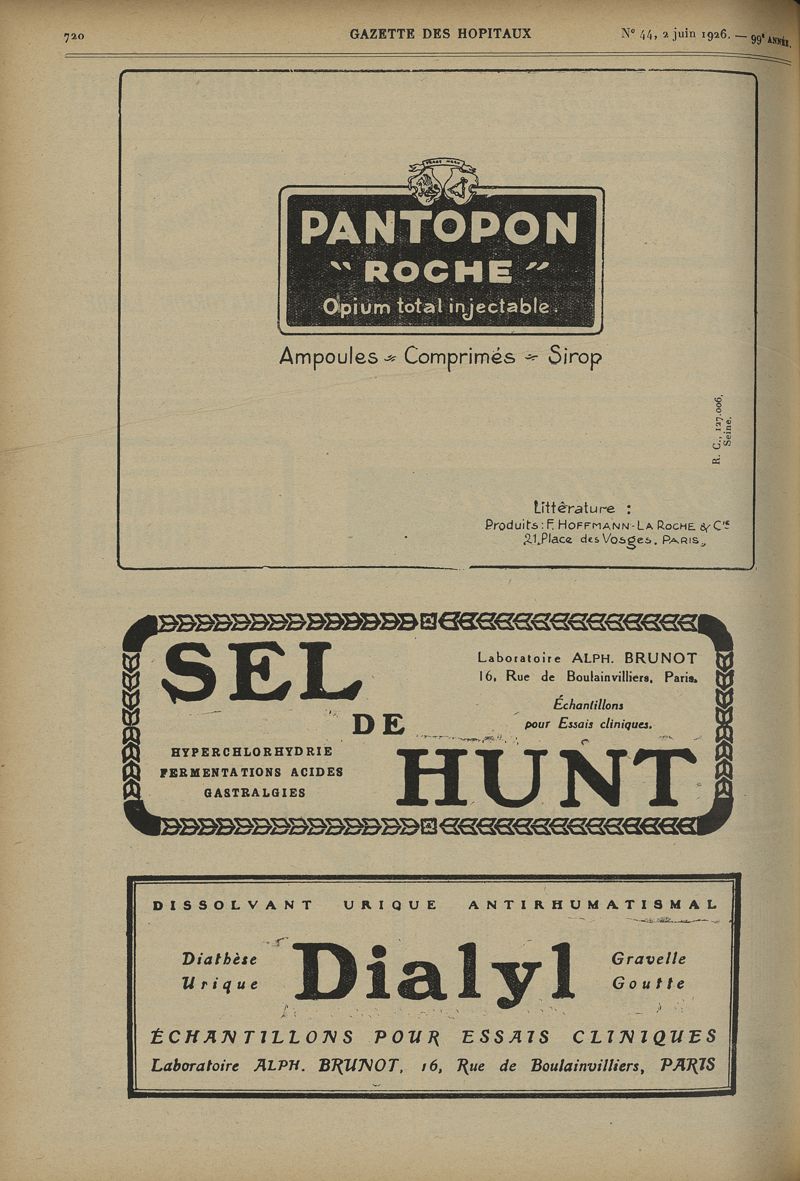 720
GAZETTE DES HOPITAUX
N° 44, 2 juin 1926. — 99e ANNÉE.
PANTOPON
"ROCHE"
Opium total injectable.
Ampoules - Comprimés - Sirop
R. C., 127.006.
Seine.
Littérature :
Produits : F. HOFFMANN-LA ROCHE & Cie
21, Place des Vosges. PARIS.
SEL
DE
HUNT
Laboratoire ALPH. BRUNOT
16, Rue de Boulainvilliers, Paris.
Échantillons
pour Essais cliniques.
HYPERCHLORHYDRIE
FERMENTATIONS ACIDES
GASTRALGIES
DISSOLVANT URIQUE ANTIRHUMATISMAL
Diathèse
Urique
Dialyl
Gravelle
Goutte
ÉCHANTILLONS POUR ESSAIS CLINIQUES
Laboratoire ALPH. BRUNOT, 16, Rue de Boulainvilliers, PARIS